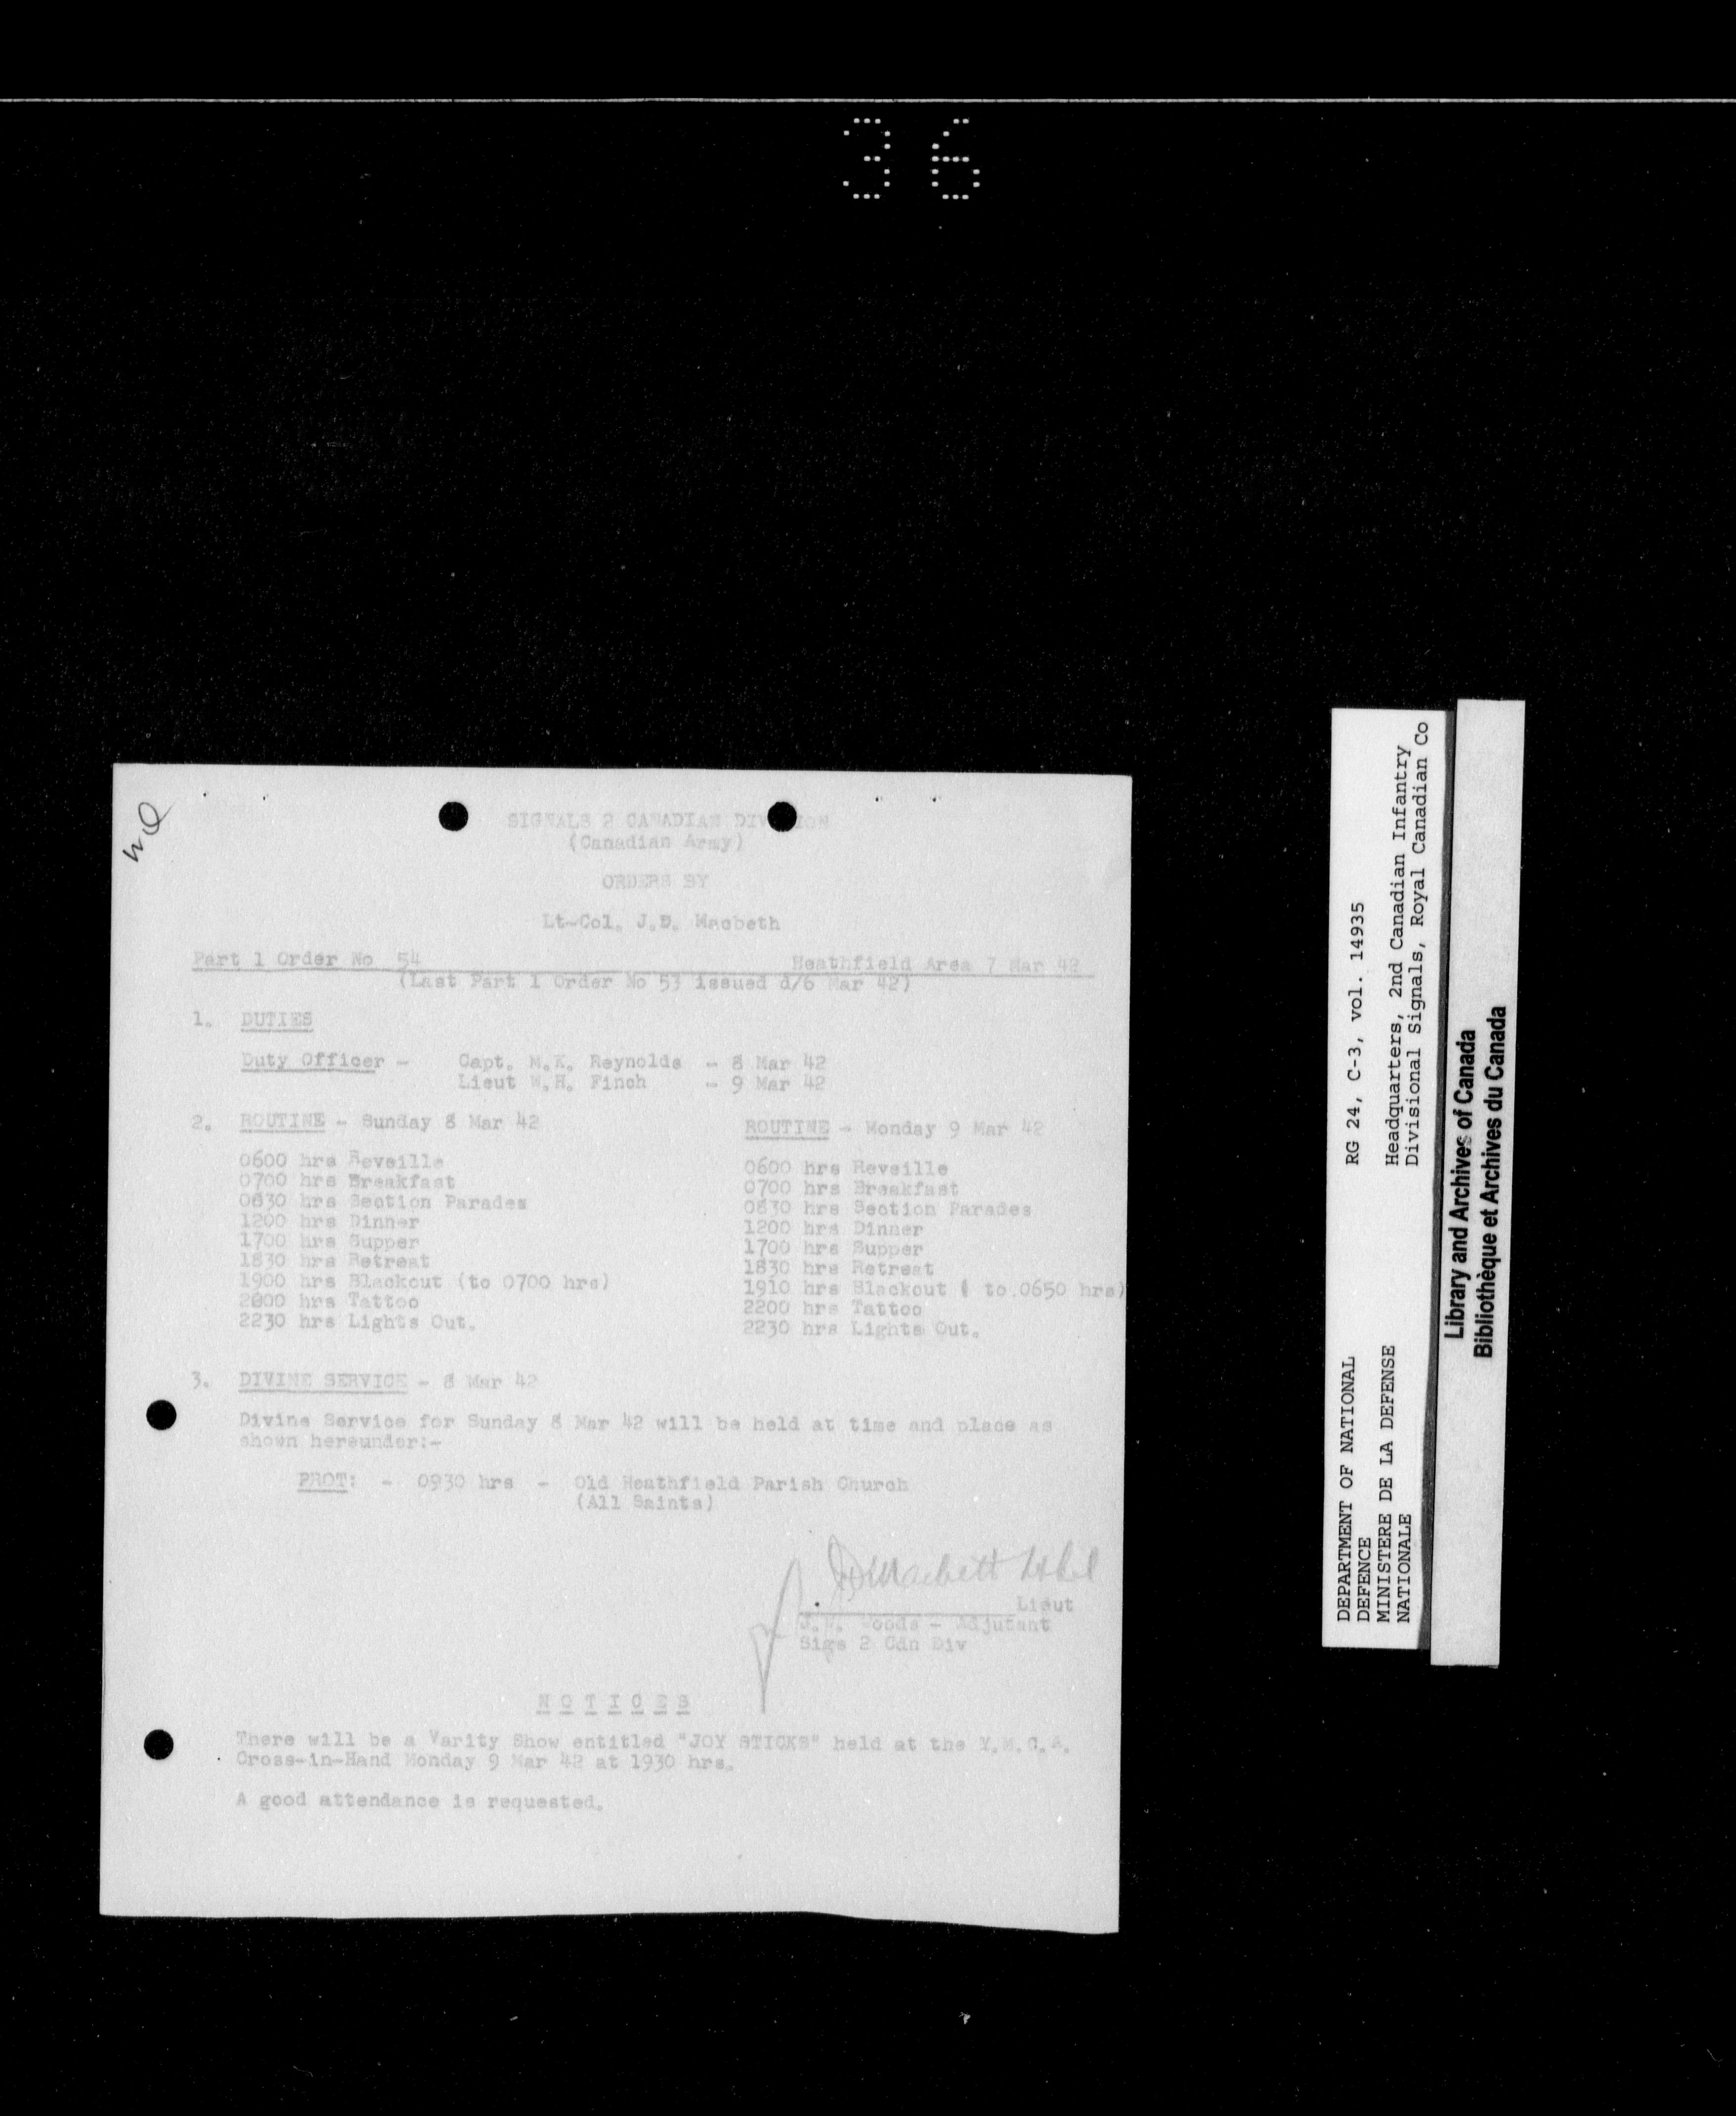 36
SIGNALS 2 CANADIAN DIVISION
(Canadian Army)
ORDERS BY
Lt-Col. J.D. Macbeth
Part 1 Order No 54 Heathfield Area 7 Mar 42
(Last Part 1 Order No 53 issued d/6 Mar 42)
1. DUTIES
Duty Officer - Capt. M.K. Reynolds - 8 Mar 42
Lieut W.H. Finch - 9 Mar 42
2. ROUTINE - Sunday 8 Mar 42
0600 hrs Reveille
0700 hrs Breakfast
0830 hrs Section Parades
1200 hrs Dinner
1700 hrs Supper
1830 hrs Retreat
1900 hrs Blackout (to 0700 hrs)
2200 hrs Tattoo
2230 hrs Lights Out.
ROUTINE - Monday 9 Mar 42
0600 hrs Reveille
0700 hrs Breakfast
0830 hrs Section Parades
1200 hrs Dinner
1700 hrs Supper
1830 hrs Retreat
1910 hrs Blackout ( to 0650 hrs)
2200 hrs Tattoo
2230 hrs Lights Out.
3. DIVINE SERVICE - 8 Mar 42
Divine Service for Sunday 8 Mar 42 will be held at time and place as
shown hereunder:-
PROT: - 0930 hrs - Old Heathfield Parish Church
(All Saints)
JDMacbeth Lt Col
Lieut
Woods - Adjutant
Sigs 2 Cdn Div
NOTICES
There will be a Varity Show entitled "JOY STICKS" held at the Y.M.C.A.
Cross-in-Hand Monday 9 Mar 42 at 1930 hrs.
A good attendance is requested.
DEPARTMENT OF NATIONAL
DEFENCE
MINISTERE DE LA DEFENSE
NATIONALE
RG 24, C-3, vol. 14935
Headquarters, 2nd Canadian Infantry
Divisional Signals, Royal Canadian Co
Library and Archives of Canada
Bibliothèque et Archives du Canada